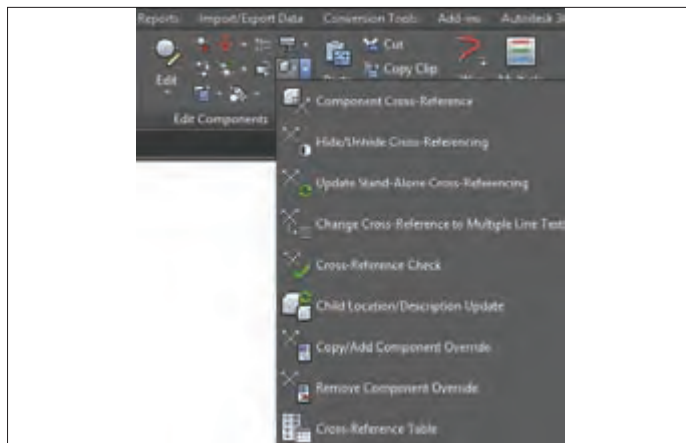 Reports Import/Export Data Conversion Tools Add-ins Autodesk
Cut
Edit
Copy Clip
Edit Components
Component Cross-Reference
Hide/Unhide Cross-Referencing
Update Stand-Alone Cross-Referencing
Change Cross-Reference to Multiple Line Text
Cross-Reference Check
Child Location/Description Update
Copy/Add Component Override
Remove Component Override
Cross-Reference Table